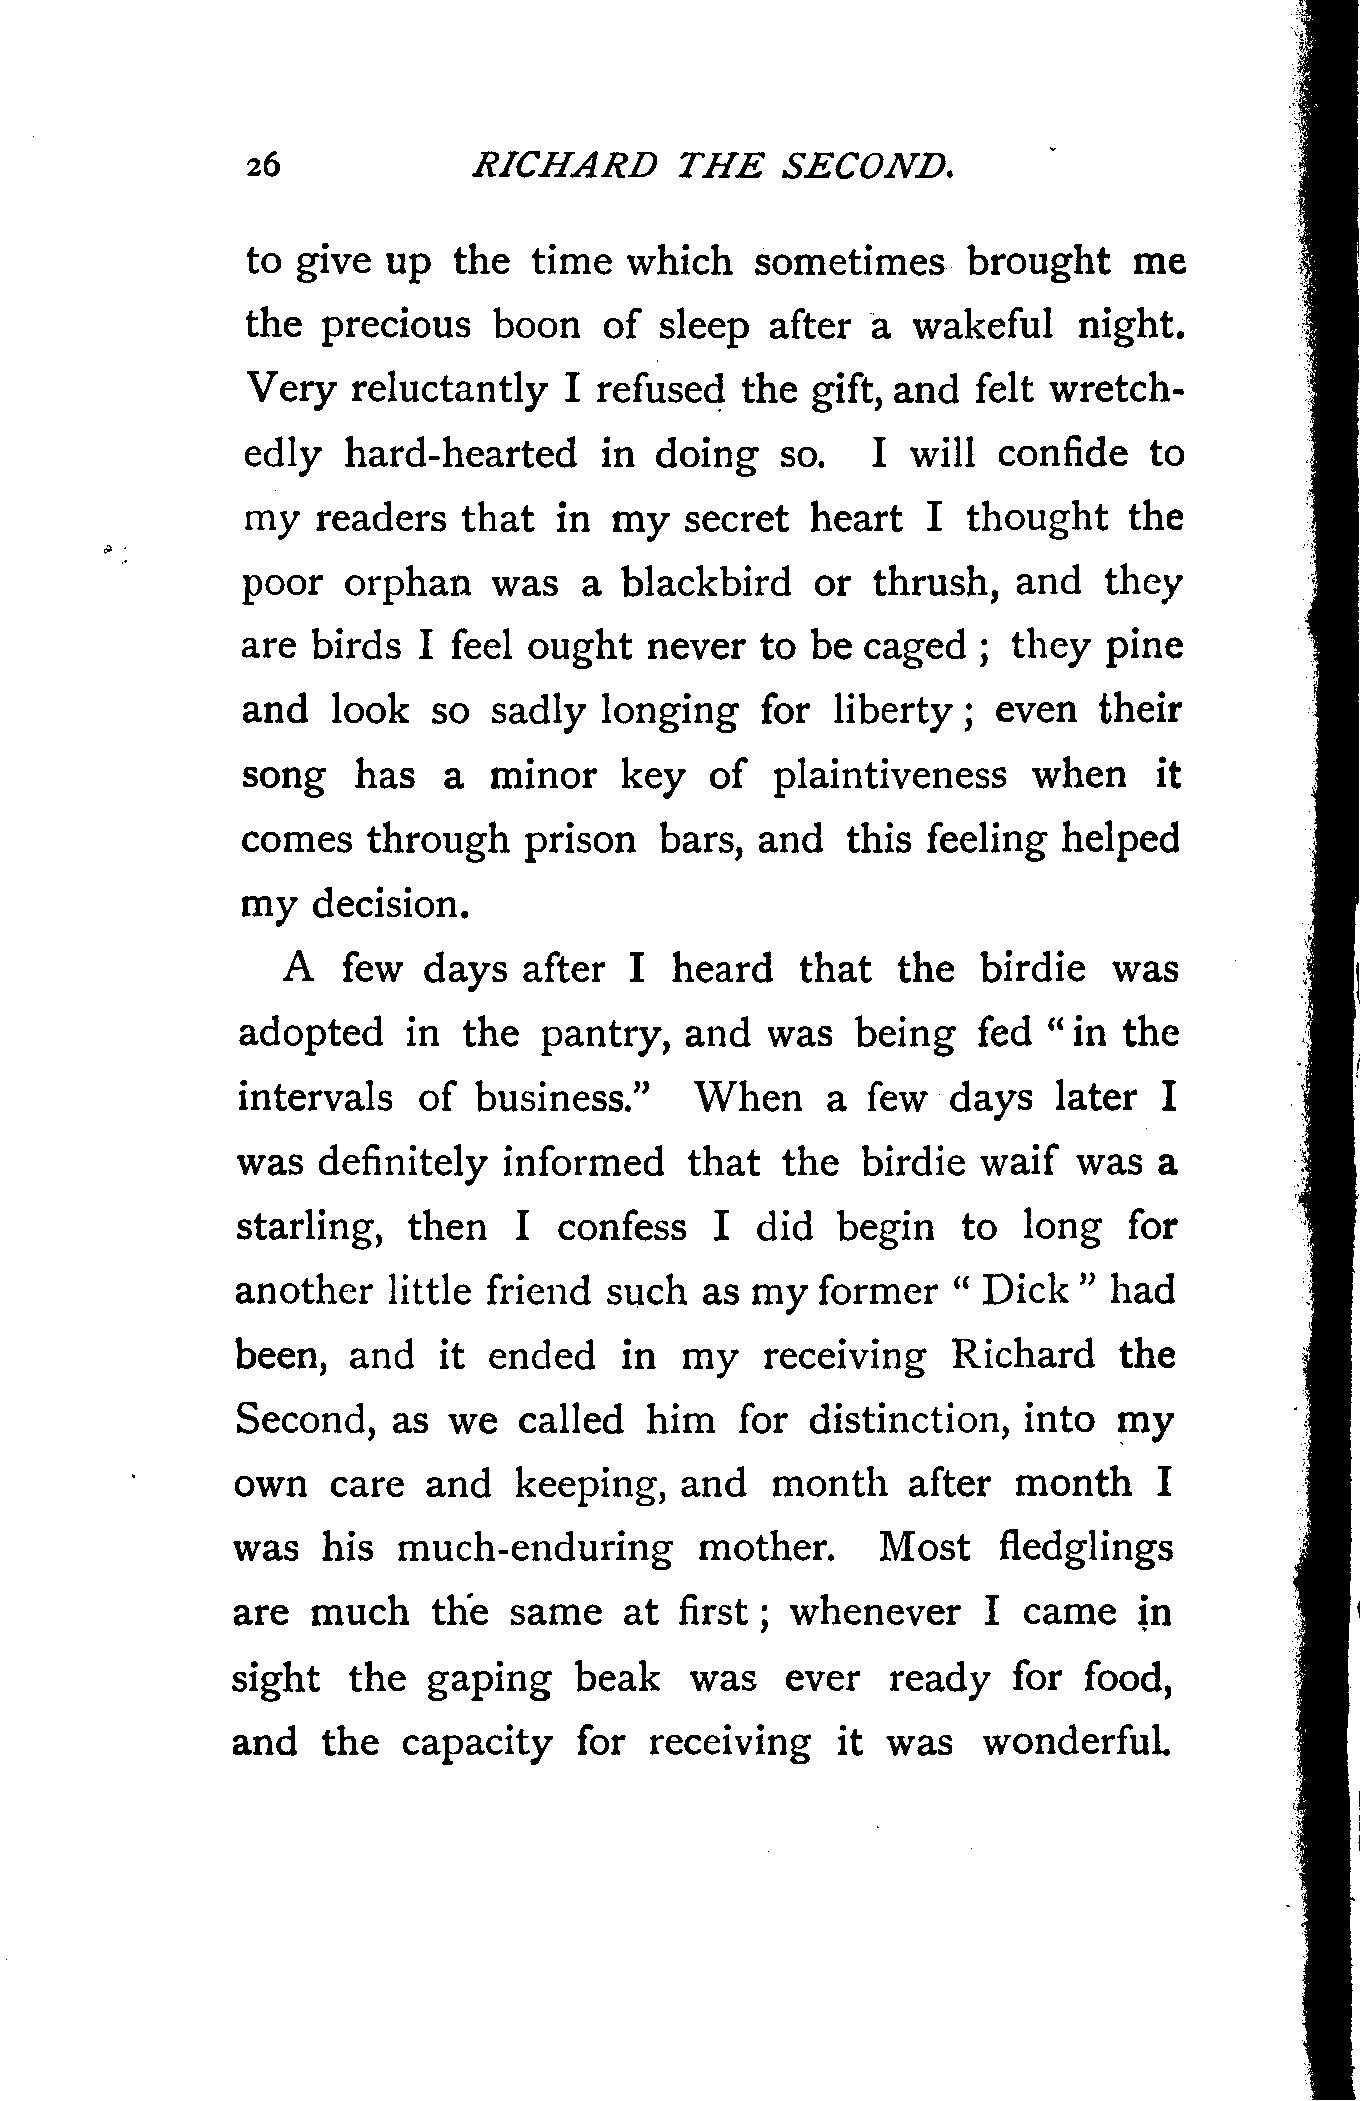 26 RICHARD THE SECOND.
to give up the time which sometimes brought me
the precious boon of sleep after a wakeful night.
Very reluctantly I refused the gift, and felt wretch-
edly hard-hearted in doing so. I will confide to
my readers that in my secret heart I thought the
poor orphan was a blackbird or thrush, and they
are birds I feel ought never to be caged ; they pine
and look so sadly longing for liberty ; even their
song has a minor key of plaintiveness when it
comes through prison bars, and this feeling helped
my decision.
A few days after I heard that the birdie was
adopted in the pantry, and was being fed “ in the
intervals of business.” When a few days later I
was definitely informed that the birdie waif was a
starling, then I confess I did begin to long for
another little friend such as my former “ Dick ” had
been, and it ended in my receiving Richard the
Second, as we called him for distinction, into my
own care and keeping, and month after month I
was his much-enduring mother. Most fledglings
are much the same at first ; whenever I came in
sight the gaping beak was ever ready for food,
and the capacity for receiving it was wonderful.